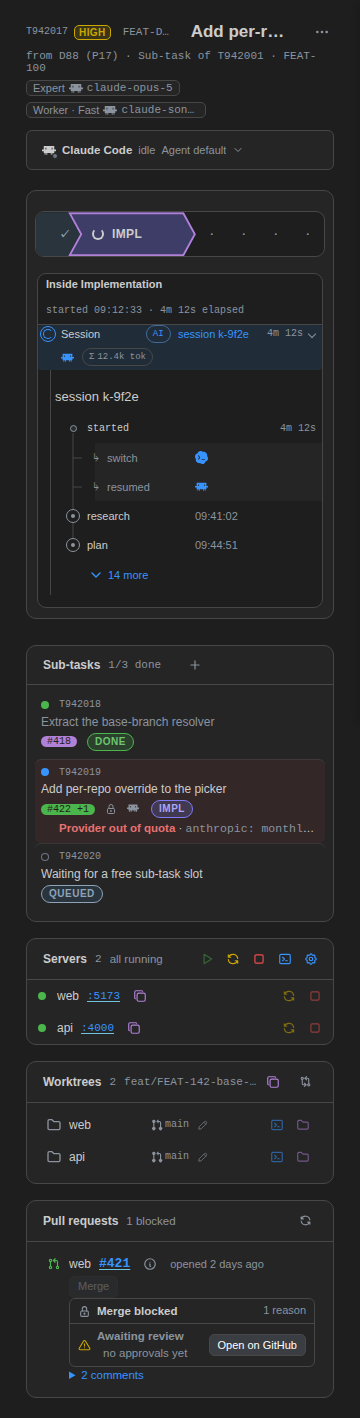 T942017 HIGH FEAT-D… Add per-r… ···
from D88 (P17) · Sub-task of T942001 · FEAT-
100
Expert claude-opus-5
Worker · Fast claude-son…
Claude Code idle Agent default
✓ IMPL
Inside Implementation
started 09:12:33 · 4m 12s elapsed
Session AI session k-9f2e 4m 12s
Σ 12.4k tok
session k-9f2e
started 4m 12s
↳ switch
↳ resumed
research 09:41:02
plan 09:44:51
14 more
Sub-tasks 1/3 done +
T942018
Extract the base-branch resolver
#418 DONE
T942019
Add per-repo override to the picker
#422 +1 IMPL
Provider out of quota · anthropic: monthl…
T942020
Waiting for a free sub-task slot
QUEUED
Servers 2 all running
web :5173
api :4000
Worktrees 2 feat/FEAT-142-base-…
web main
api main
Pull requests 1 blocked
web #421 opened 2 days ago
Merge
Merge blocked 1 reason
Awaiting review
no approvals yet
Open on GitHub
2 comments